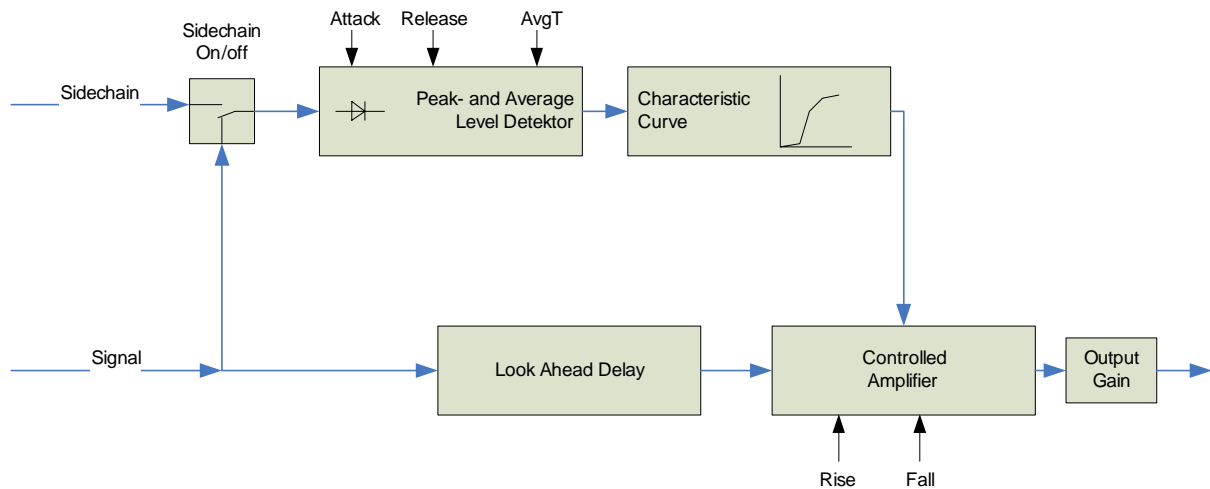 Attack
Release
AvgT
Sidechain
On/off
Sidechain
Peak- and Average
Level Detektor
Characteristic
Curve
Signal
Look Ahead Delay
Controlled
Amplifier
Output
Gain
Rise
Fall